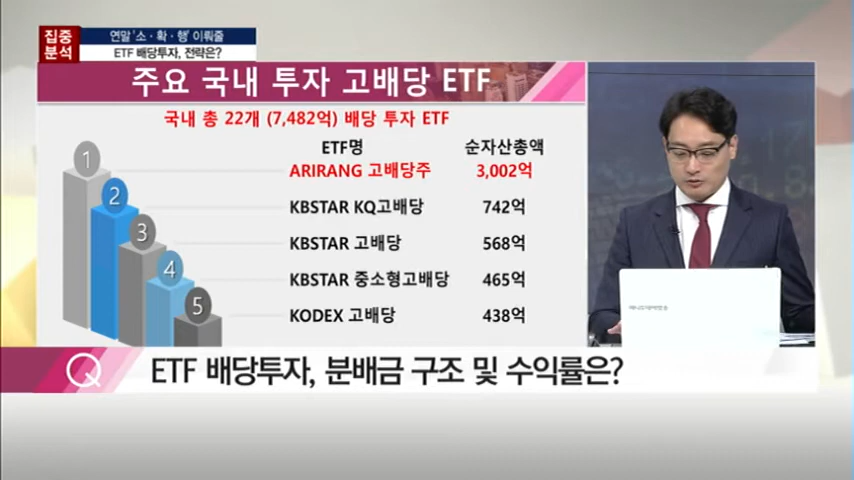 집중
분석
연말 '소·확·행' 이뤄줄
ETF 배당투자, 전략은?
주요 국내 투자 고배당 ETF
국내 총 22개 (7,482억) 배당 투자 ETF
ETF명 순자산총액
1 ARIRANG 고배당주 3,002억
2 KBSTAR KQ고배당 742억
3 KBSTAR 고배당 568억
4 KBSTAR 중소형고배당 465억
5 KODEX 고배당 438억
Q ETF 배당투자, 분배금 구조 및 수익률은?